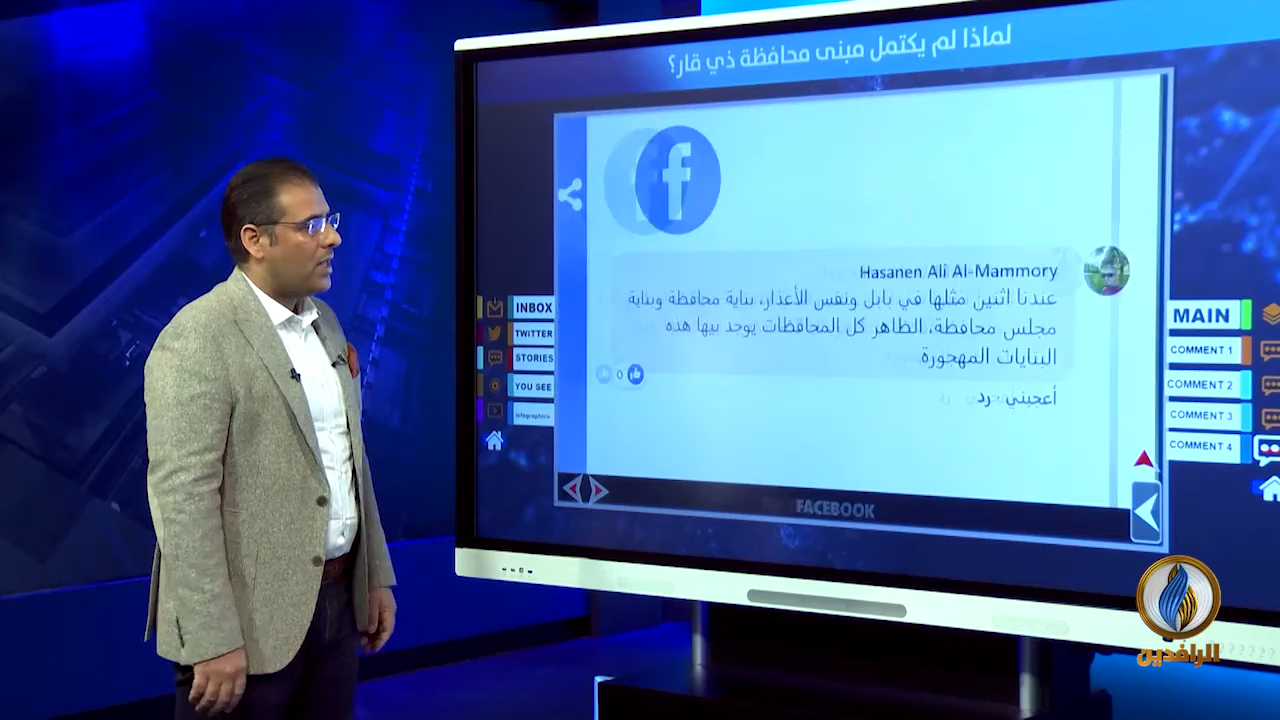 لماذا لم يكتمل مبنى محافظة ذي قار؟
Hasanen Ali Al-Mammory
عندنا اثنين مثلها في بابل ونفس الأعذار، بناية محافظة وبناية
مجلس محافظة، الظاهر كل المحافظات يوجد بيها هذه
البنايات المهجورة
0
أعجبني رد
FACEBOOK
INBOX
TWITTER
STORIES
YOU SEE
Infographics
MAIN
COMMENT 1
COMMENT 2
COMMENT 3
COMMENT 4
الرافدين
??????